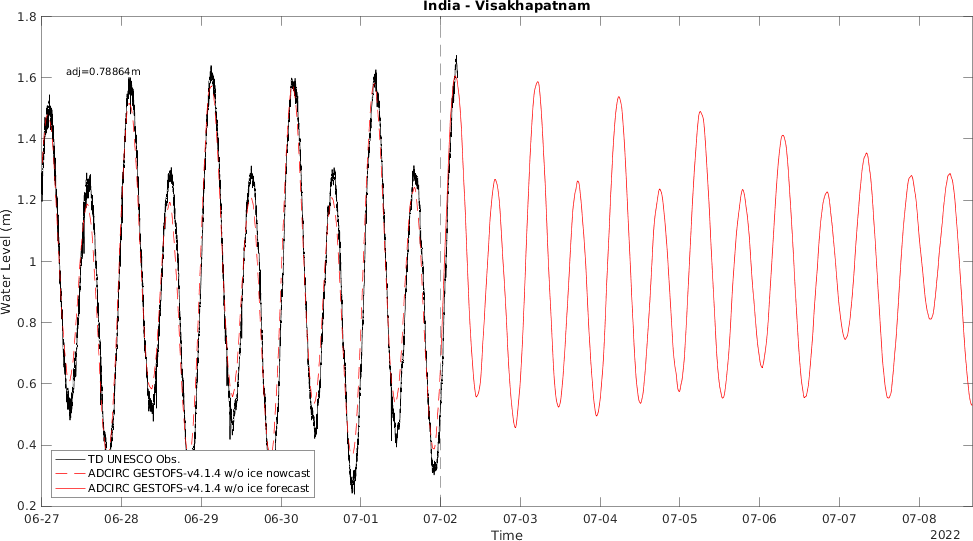 India - Visakhapatnam
1.8
1.6
1.4
1.2
1
0.8
0.6
0.4
0.2
Water Level (m)
adj=0.78864m
TD UNESCO Obs.
ADCIRC GESTOFS-v4.1.4 w/o ice nowcast
ADCIRC GESTOFS-v4.1.4 w/o ice forecast
06-27 06-28 06-29 06-30 07-01 07-02 07-03 07-04 07-05 07-06 07-07 07-08
2022
Time